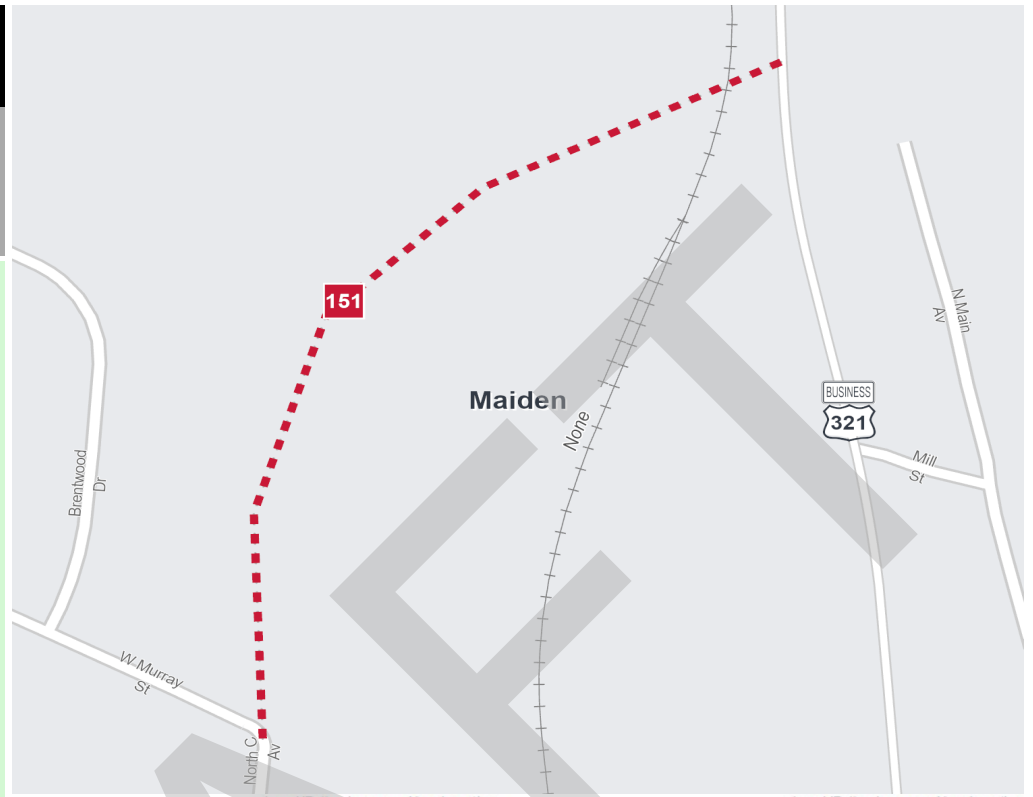 151
N Main
Av
Maiden
BUSINESS
321
None
Mill
St
Brentwood
Dr
W Murray
St
North C
Av